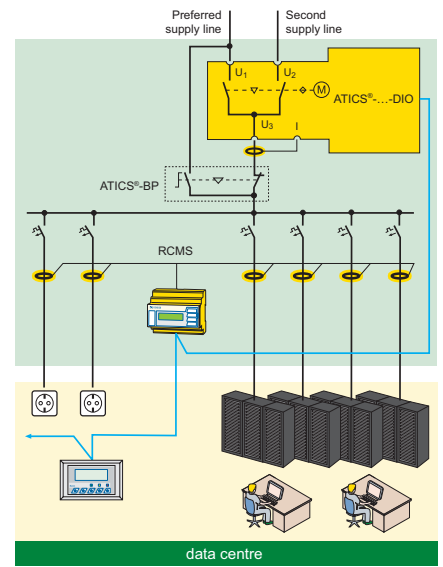 Preferred
supply line
Second
supply line
U1
U2
M
ATICS®-...-DIO
U3
I
ATICS®-BP
RCMS
data centre